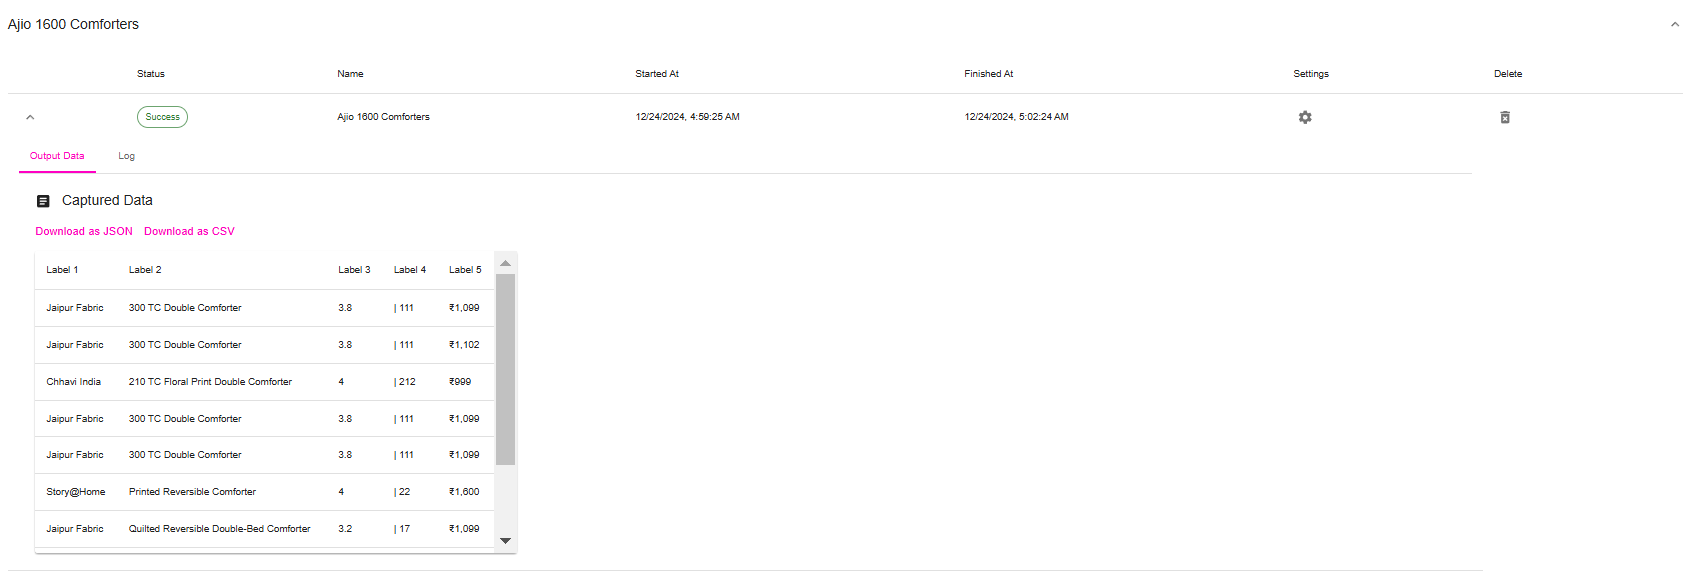 Ajio 1600 Comforters
Status Name Started At Finished At Settings Delete
Success Ajio 1600 Comforters 12/24/2024, 4:59:25 AM 12/24/2024, 5:02:24 AM
Output Data Log
Captured Data
Download as JSON Download as CSV
Label 1 Label 2 Label 3 Label 4 Label 5
Jaipur Fabric 300 TC Double Comforter 3.8 | 111 ₹1,099
Jaipur Fabric 300 TC Double Comforter 3.8 | 111 ₹1,102
Chhavi India 210 TC Floral Print Double Comforter 4 | 212 ₹999
Jaipur Fabric 300 TC Double Comforter 3.8 | 111 ₹1,099
Jaipur Fabric 300 TC Double Comforter 3.8 | 111 ₹1,099
Story@Home Printed Reversible Comforter 4 | 22 ₹1,600
Jaipur Fabric Quilted Reversible Double-Bed Comforter 3.2 | 17 ₹1,099